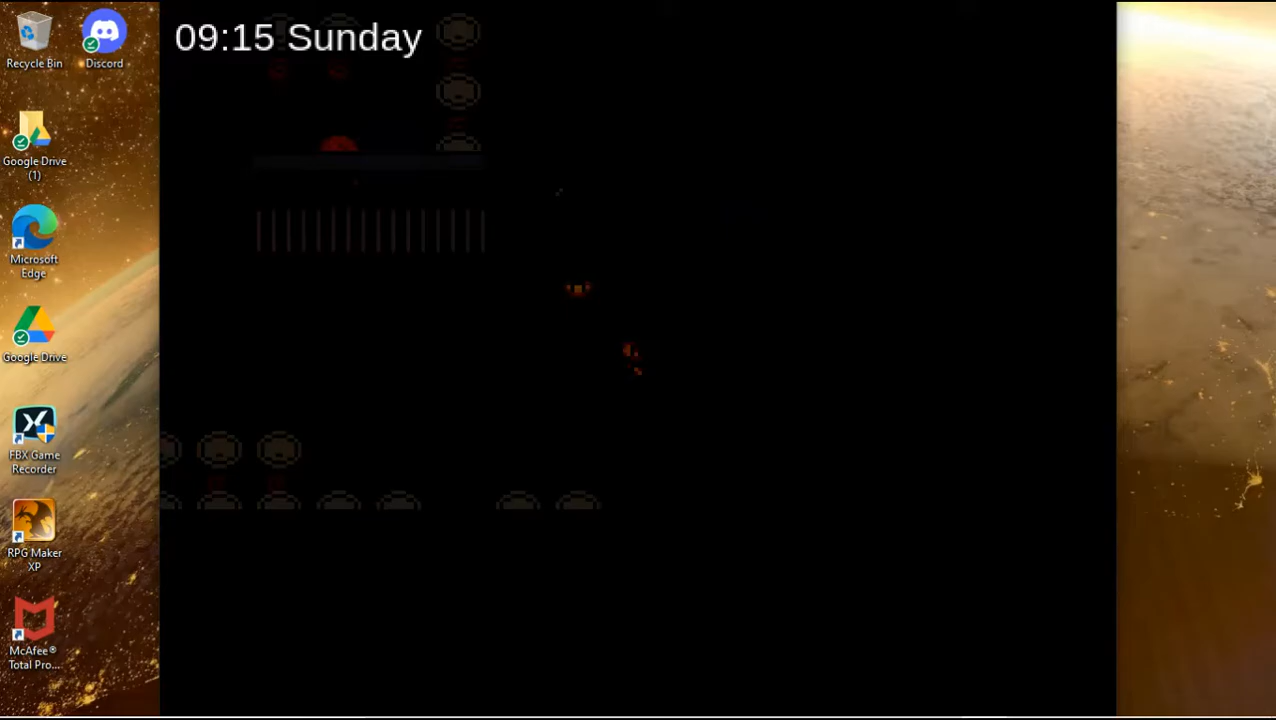 09:15 Sunday
Recycle Bin
Discord
Google Drive
(1)
Microsoft
Edge
Google Drive
FBX Game
Recorder
RPG Maker
XP
McAfee®
Total Pro...